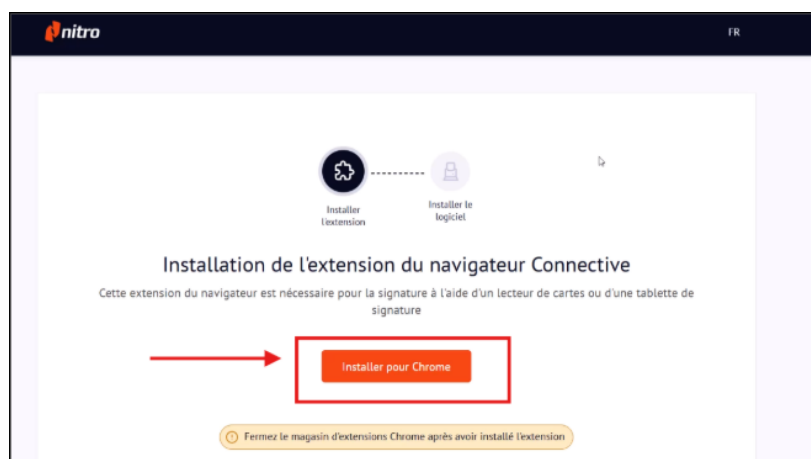 nitro
FR
Installer
l'extension
Installer le
logiciel
Installation de l'extension du navigateur Connective
Cette extension du navigateur est nécessaire pour la signature à l'aide d'un lecteur de cartes ou d'une tablette de
signature
Installer pour Chrome
Fermez le magasin d'extensions Chrome après avoir installé l'extension